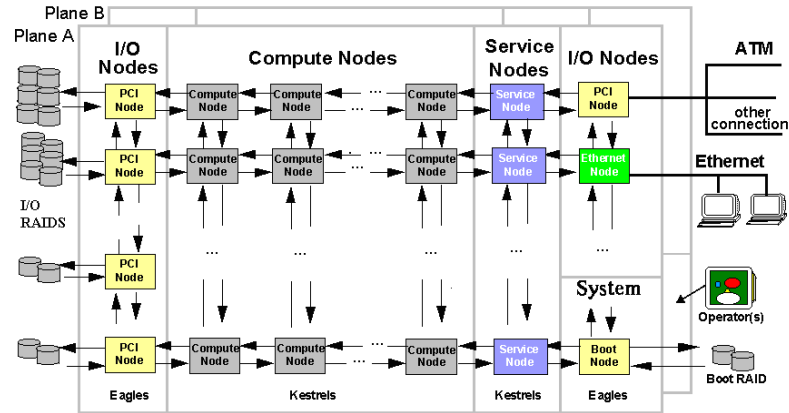 Plane B
Plane A
I/O
Nodes
Compute Nodes
Service
Nodes
I/O Nodes
ATM
PCI
Node
Compute
Node
Compute
Node
...
...
Compute
Node
Service
Node
PCI
Node
other
connection
PCI
Node
Compute
Node
Compute
Node
...
...
Compute
Node
Service
Node
Ethernet
Node
Ethernet
I/O
RAIDS
...
...
...
...
PCI
Node
System
Operator(s)
PCI
Node
Compute
Node
Compute
Node
...
...
Compute
Node
Service
Node
Boot
Node
Boot RAID
Eagles
Kestrels
Kestrels
Eagles